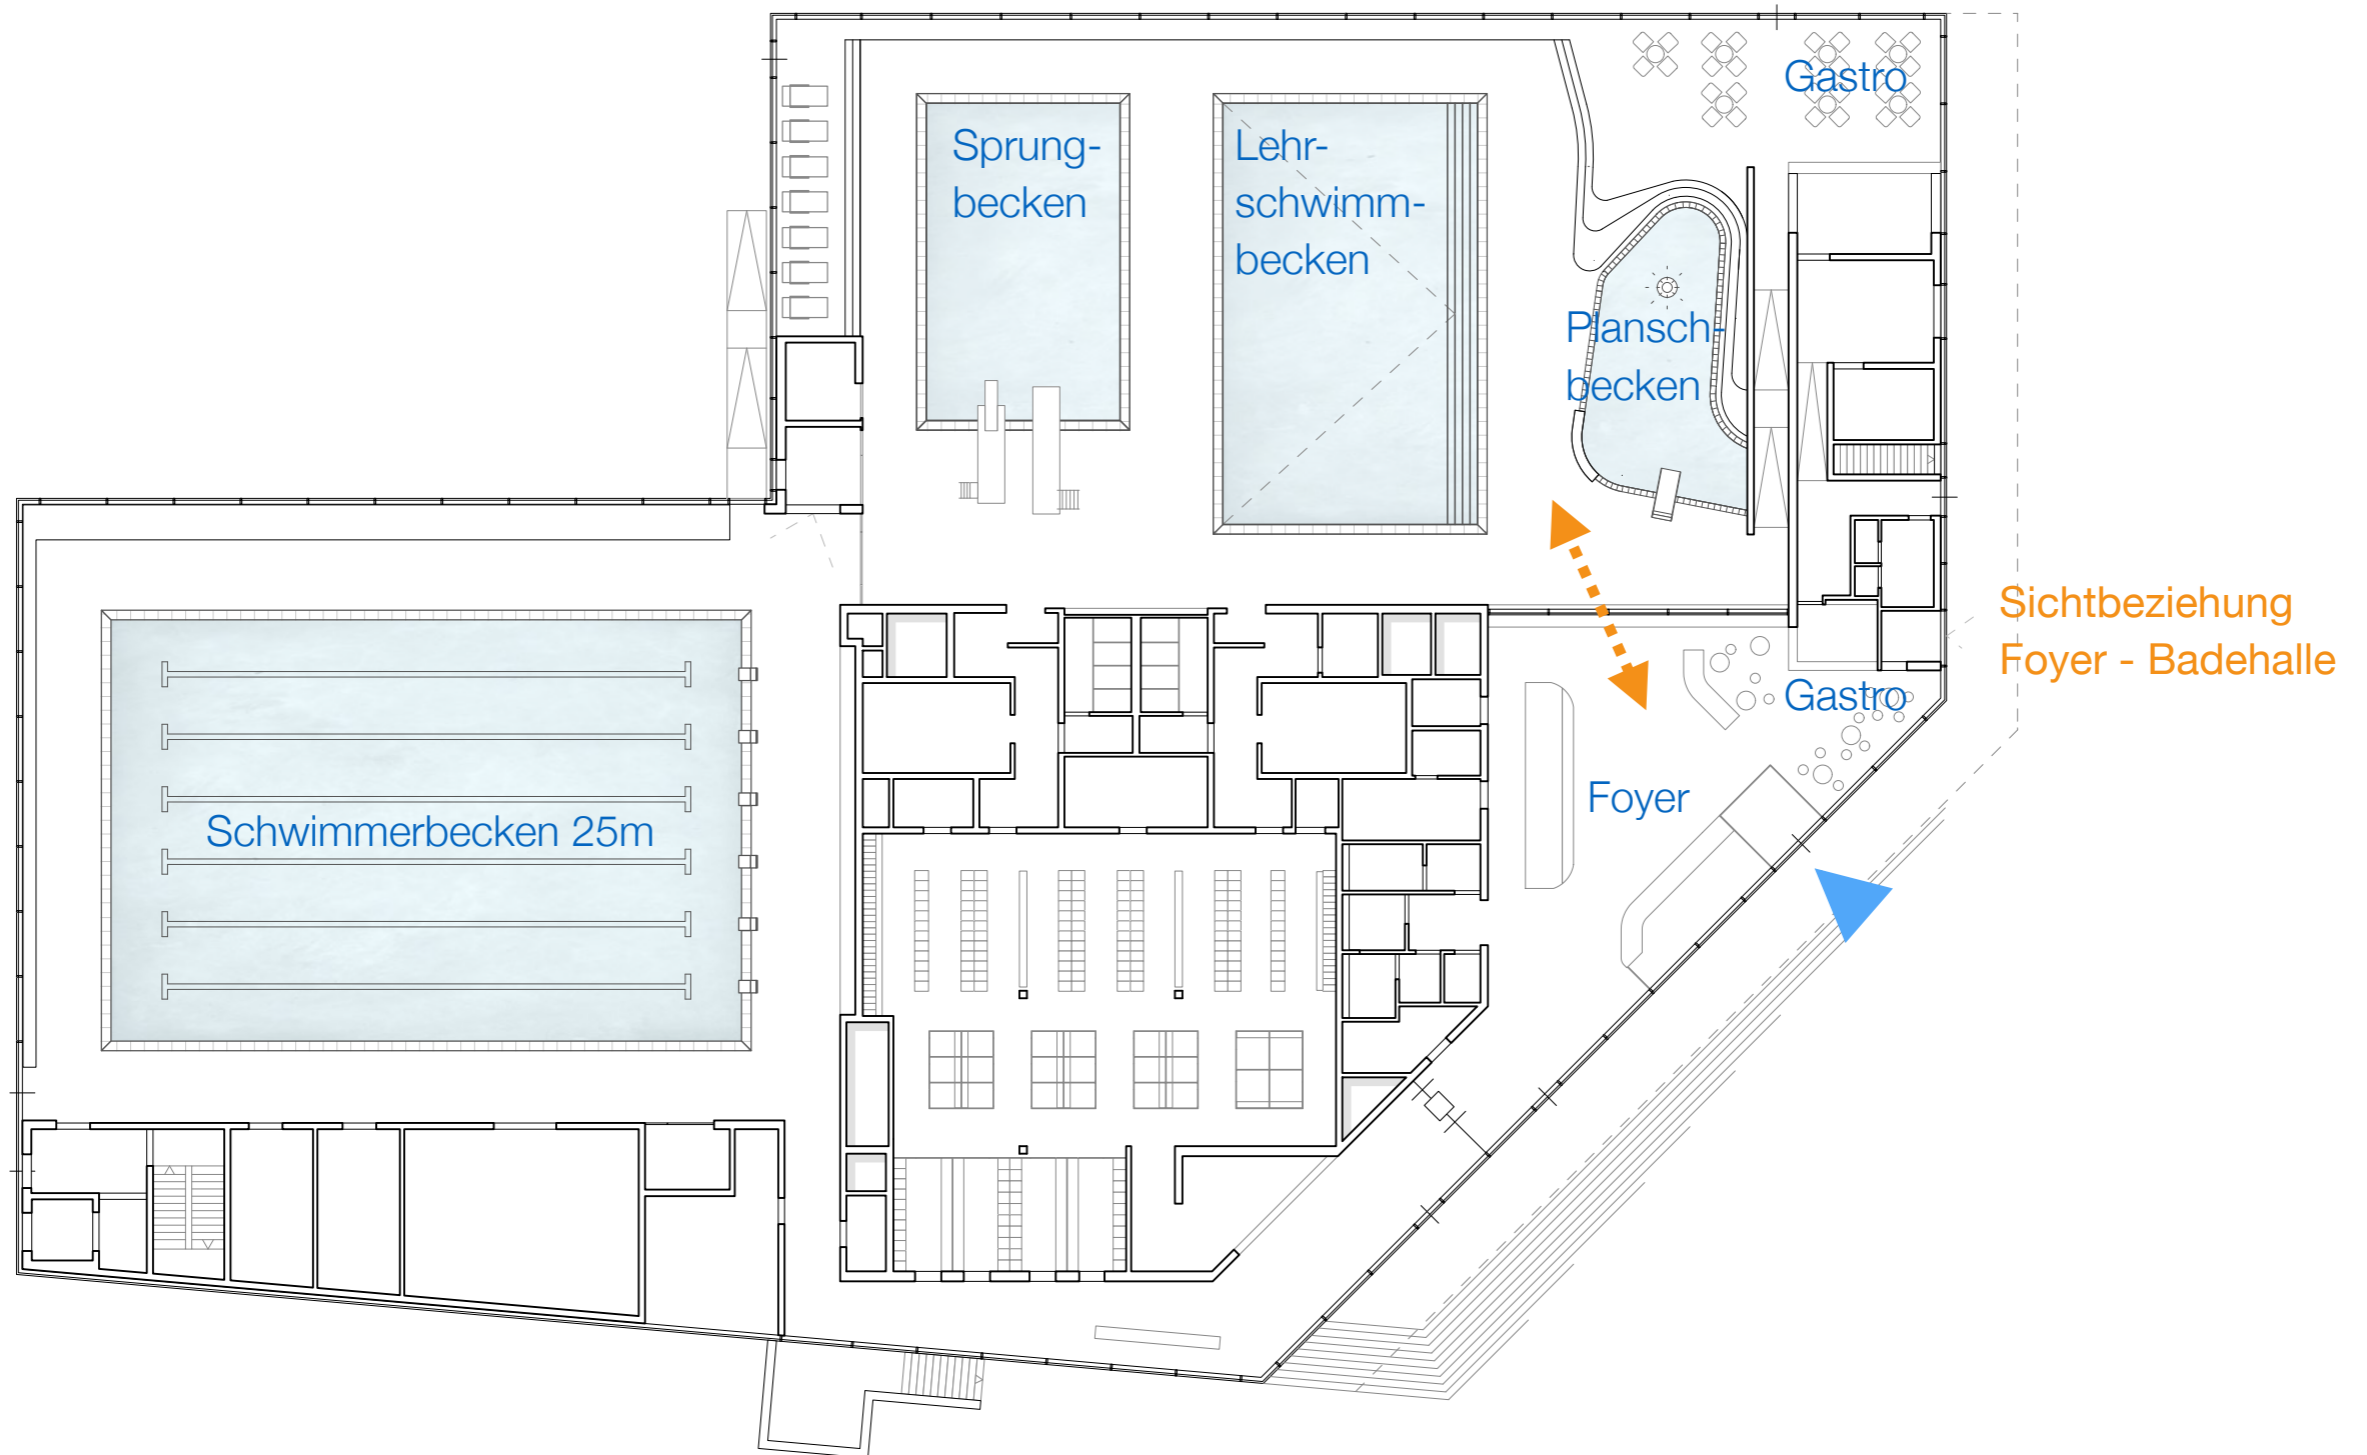 Gastro
Sprung-
becken
Lehr-
schwimm-
becken
Plansch-
becken
Sichtbeziehung
Foyer - Badehalle
Gastro
Foyer
Schwimmerbecken 25m